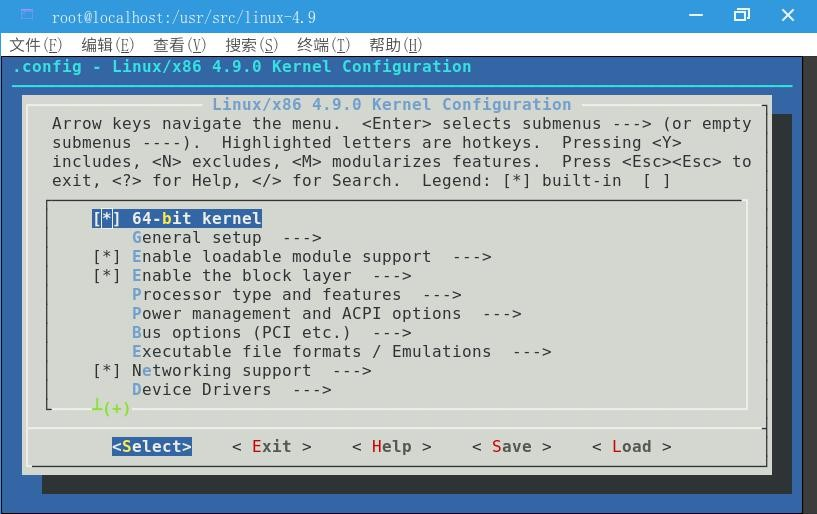 root@localhost:/usr/src/linux-4.9
文件(F) 编辑(E) 查看(V) 搜索(S) 终端(T) 帮助(H)
.config - Linux/x86 4.9.0 Kernel Configuration
Linux/x86 4.9.0 Kernel Configuration
Arrow keys navigate the menu. <Enter> selects submenus ---> (or empty
submenus ----). Highlighted letters are hotkeys. Pressing <Y>
includes, <N> excludes, <M> modularizes features. Press <Esc><Esc> to
exit, <?> for Help, </> for Search. Legend: [*] built-in [ ]
[*] 64-bit kernel
General setup --->
[*] Enable loadable module support --->
[*] Enable the block layer --->
Processor type and features --->
Power management and ACPI options --->
Bus options (PCI etc.) --->
Executable file formats / Emulations --->
[*] Networking support --->
Device Drivers --->
┴(+)
<Select> < Exit > < Help > < Save > < Load >